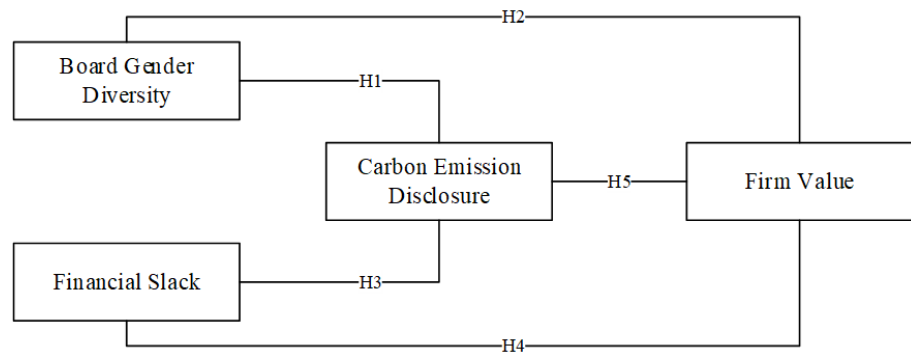 H2
Board Gender
Diversity
H1
Carbon Emission
Disclosure
H5
Firm Value
Financial Slack
H3
H4